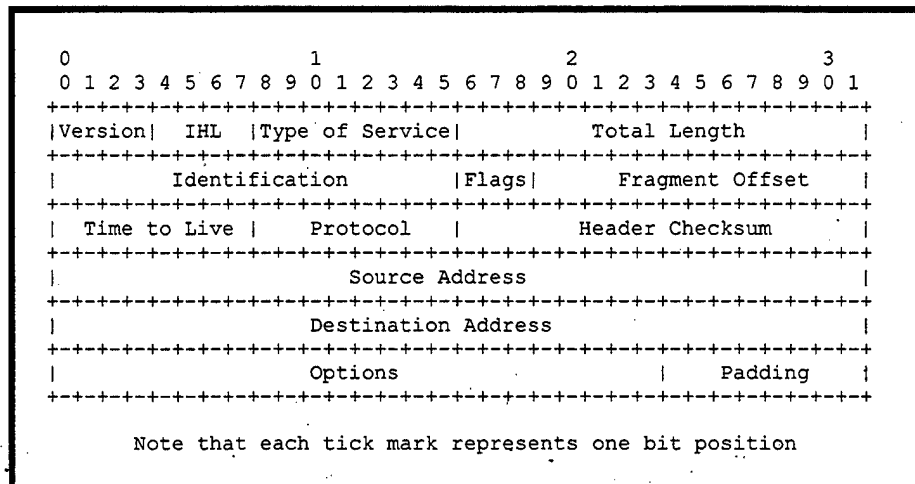 0                   1                   2                   3
0 1 2 3 4 5 6 7 8 9 0 1 2 3 4 5 6 7 8 9 0 1 2 3 4 5 6 7 8 9 0 1
+-+-+-+-+-+-+-+-+-+-+-+-+-+-+-+-+-+-+-+-+-+-+-+-+-+-+-+-+-+-+-+-+
|Version|  IHL  |Type of Service|          Total Length         |
+-+-+-+-+-+-+-+-+-+-+-+-+-+-+-+-+-+-+-+-+-+-+-+-+-+-+-+-+-+-+-+-+
|         Identification        |Flags|      Fragment Offset    |
+-+-+-+-+-+-+-+-+-+-+-+-+-+-+-+-+-+-+-+-+-+-+-+-+-+-+-+-+-+-+-+-+
|  Time to Live |    Protocol   |         Header Checksum       |
+-+-+-+-+-+-+-+-+-+-+-+-+-+-+-+-+-+-+-+-+-+-+-+-+-+-+-+-+-+-+-+-+
|                       Source Address                          |
+-+-+-+-+-+-+-+-+-+-+-+-+-+-+-+-+-+-+-+-+-+-+-+-+-+-+-+-+-+-+-+-+
|                    Destination Address                        |
+-+-+-+-+-+-+-+-+-+-+-+-+-+-+-+-+-+-+-+-+-+-+-+-+-+-+-+-+-+-+-+-+
|                    Options                    |    Padding    |
+-+-+-+-+-+-+-+-+-+-+-+-+-+-+-+-+-+-+-+-+-+-+-+-+-+-+-+-+-+-+-+-+
Note that each tick mark represents one bit position